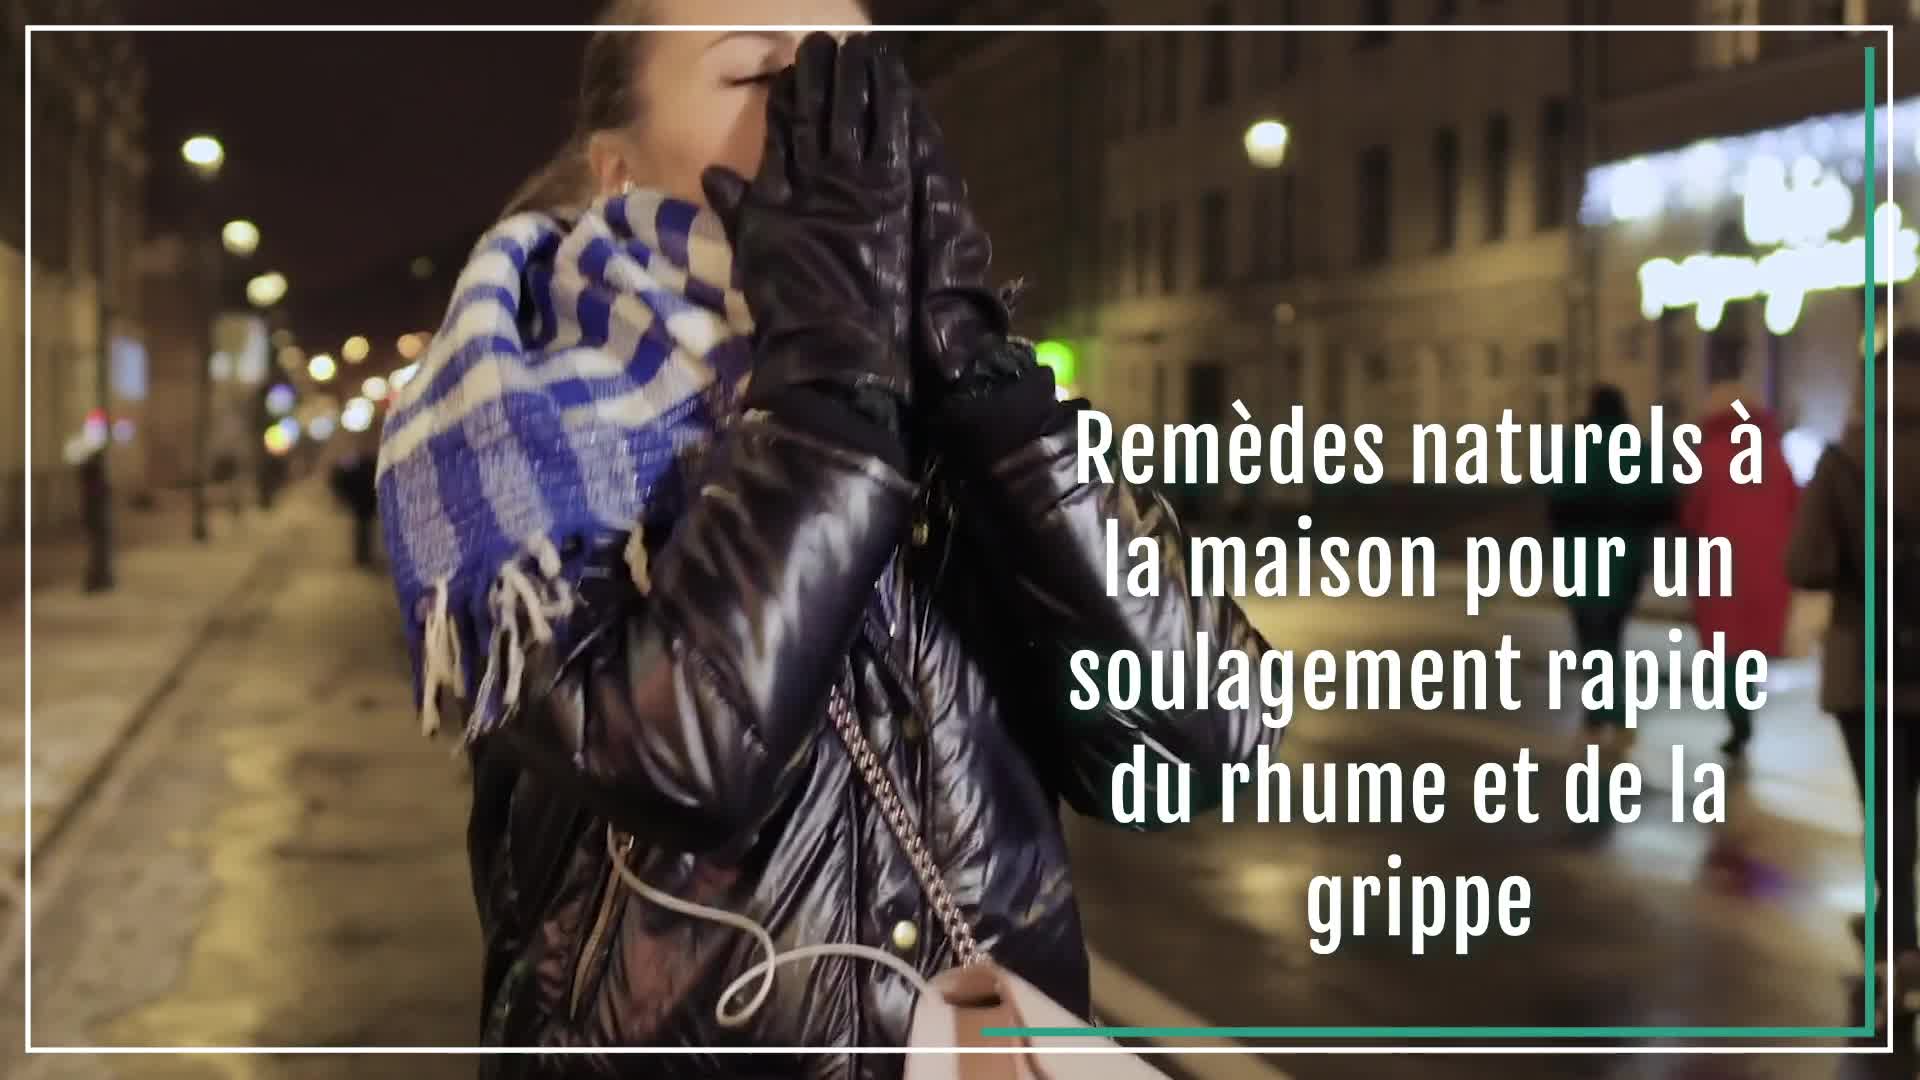 Remèdes naturels à
la maison pour un
soulagement rapide
du rhume et de la
grippe